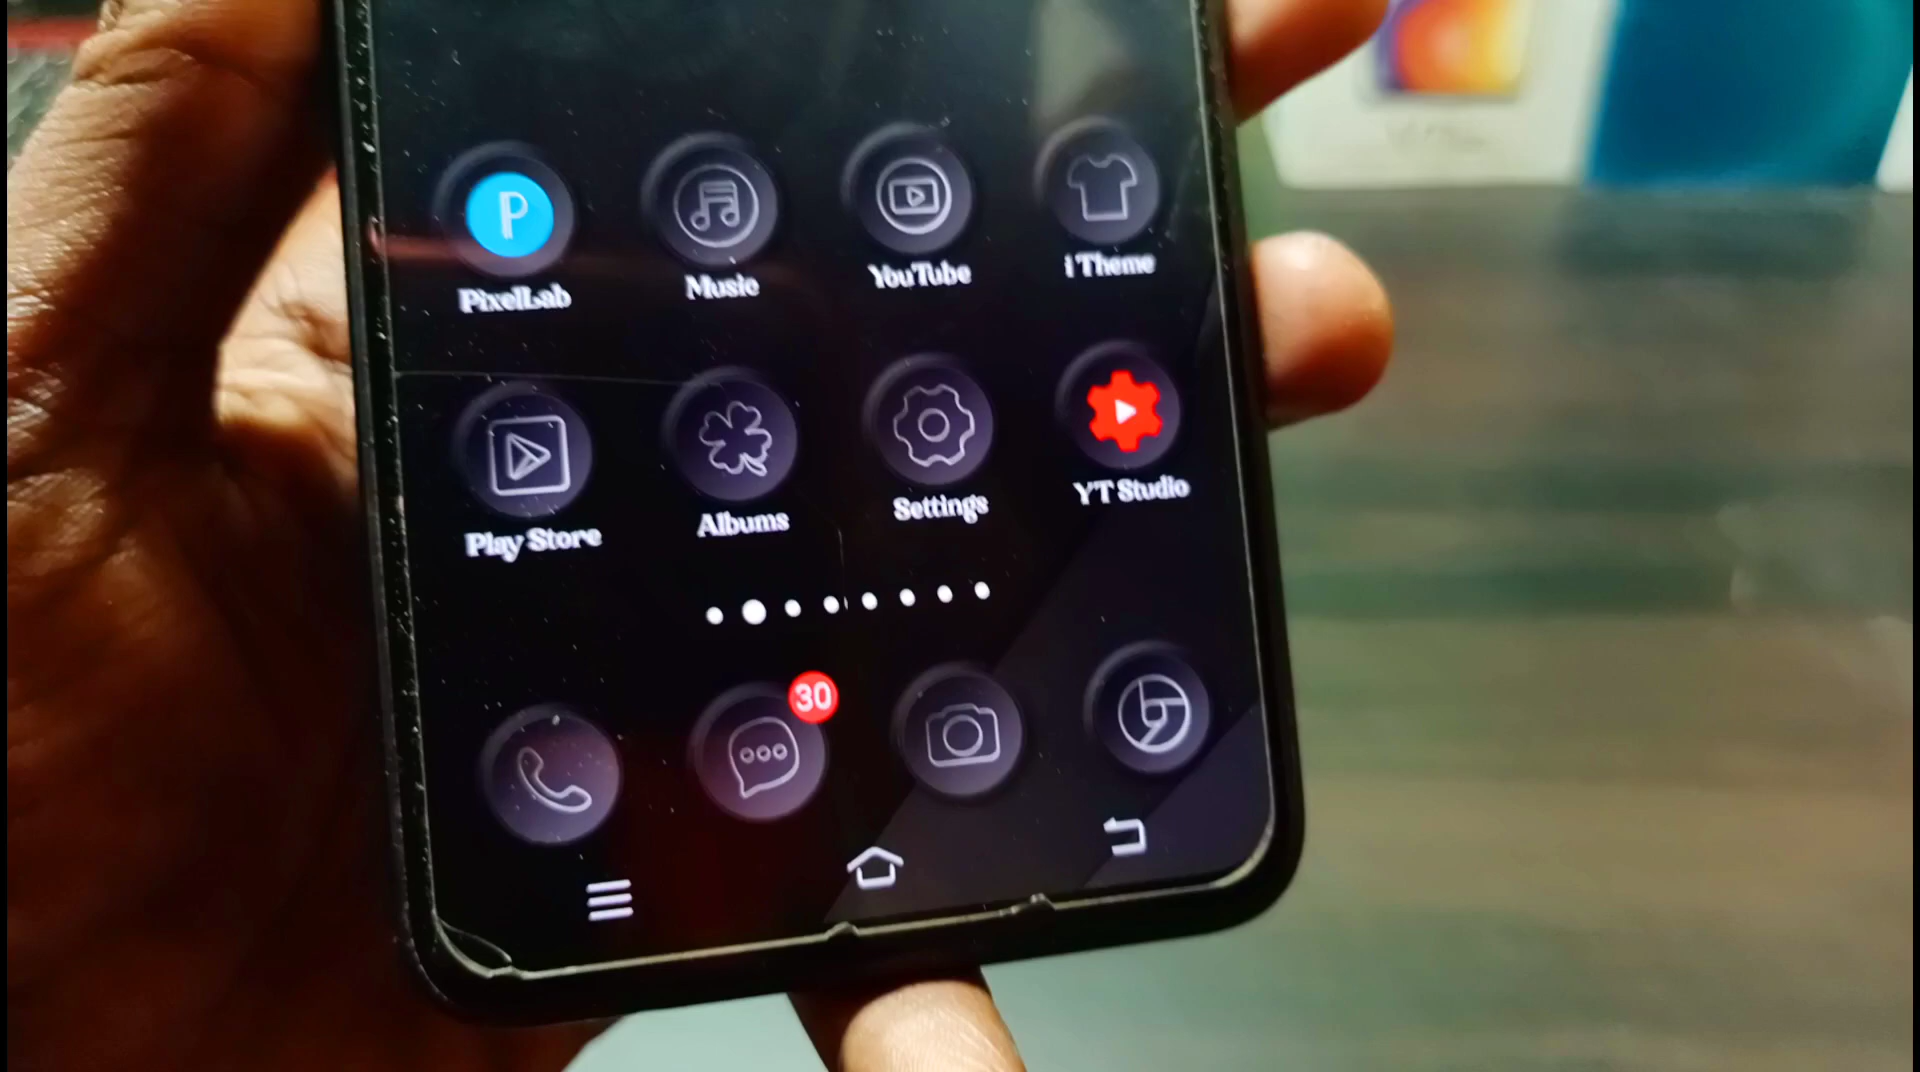 P
PixelLab
Music
YouTube
i Theme
Play Store
Albums
Settings
YT Studio
30